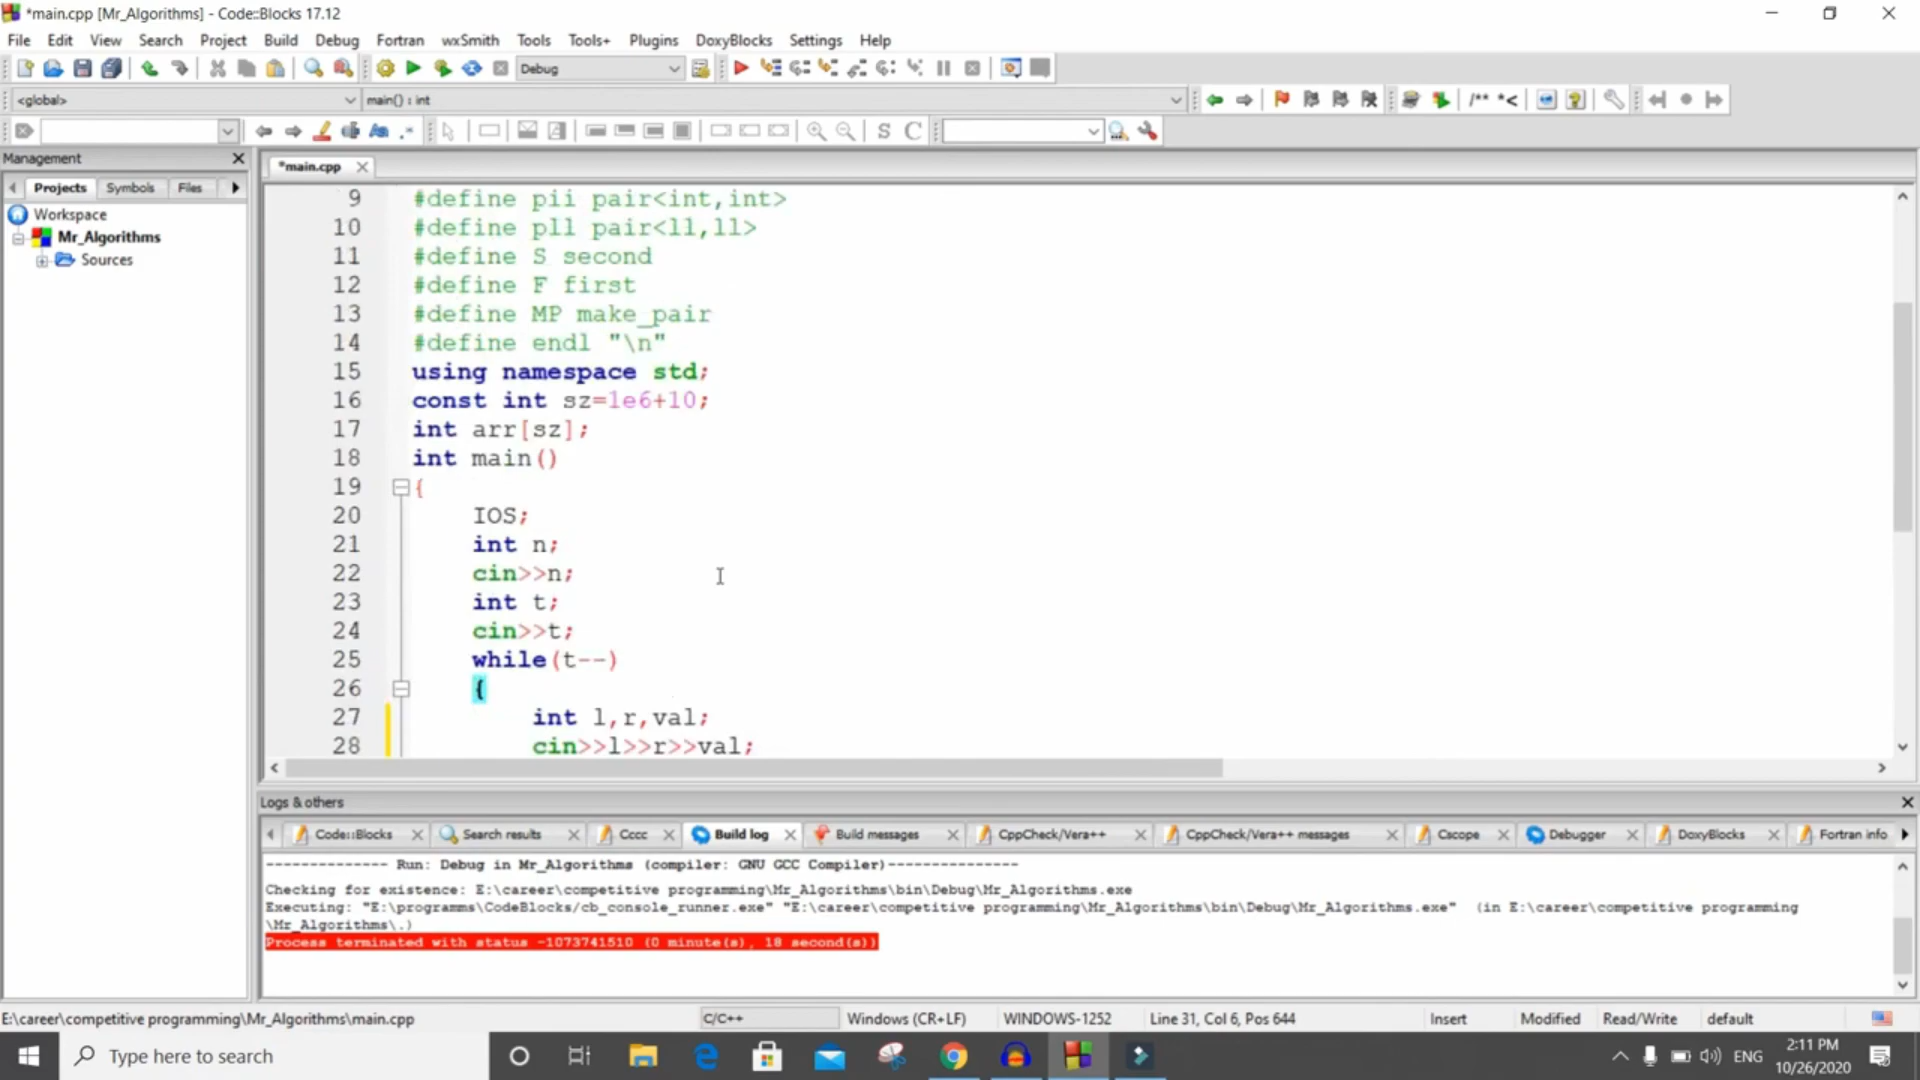 *main.cpp [Mr_Algorithms] - Code::Blocks 17.12
File Edit View Search Project Build Debug Fortran wxSmith Tools Tools+ Plugins DoxyBlocks Settings Help
Debug
<global> main() : int /** *<
S C
Management
*main.cpp
Projects Symbols Files
Workspace
Mr_Algorithms
Sources
9 #define pii pair<int,int>
10 #define pll pair<ll,ll>
11 #define S second
12 #define F first
13 #define MP make_pair
14 #define endl "\n"
15 using namespace std;
16 const int sz=1e6+10;
17 int arr[sz];
18 int main()
19 {
20 IOS;
21 int n;
22 cin>>n;
23 int t;
24 cin>>t;
25 while(t--)
26 {
27 int l,r,val;
28 cin>>l>>r>>val;
Logs & others
Code::Blocks Search results Cccc Build log Build messages CppCheck/Vera++ CppCheck/Vera++ messages Cscope Debugger DoxyBlocks Fortran info
-------------- Run: Debug in Mr_Algorithms (compiler: GNU GCC Compiler)---------------
Checking for existence: E:\career\competitive programming\Mr_Algorithms\bin\Debug\Mr_Algorithms.exe
Executing: "E:\programms\CodeBlocks/cb_console_runner.exe" "E:\career\competitive programming\Mr_Algorithms\bin\Debug\Mr_Algorithms.exe" (in E:\career\competitive programming
\Mr_Algorithms\.)
Process terminated with status -1073741510 (0 minute(s), 18 second(s))
E:\career\competitive programming\Mr_Algorithms\main.cpp C/C++ Windows (CR+LF) WINDOWS-1252 Line 31, Col 6, Pos 644 Insert Modified Read/Write default
Type here to search
ENG
2:11 PM
10/26/2020